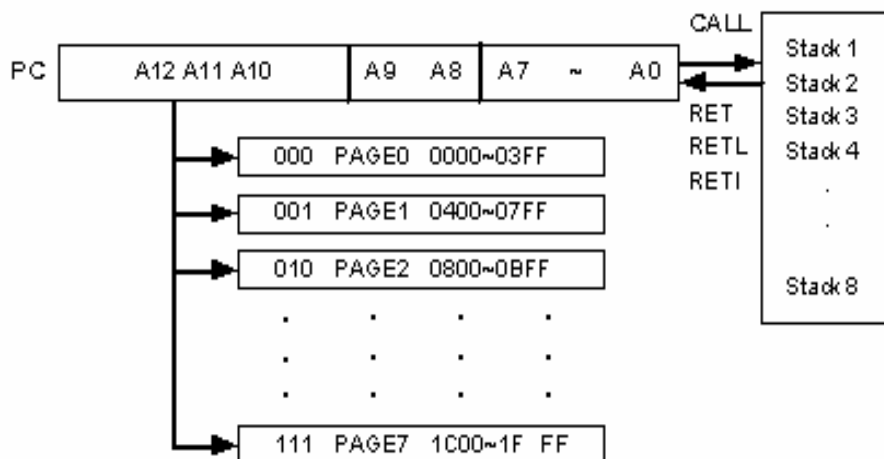 CALL
PC A12 A11 A10 A9 A8 A7 ~ A0
RET
RETL
RETI
Stack 1
Stack 2
Stack 3
Stack 4
.
.
Stack 8
000 PAGE0 0000~03FF
001 PAGE1 0400~07FF
010 PAGE2 0800~0BFF
. . . .
. . . .
. . . .
111 PAGE7 1C00~1F FF